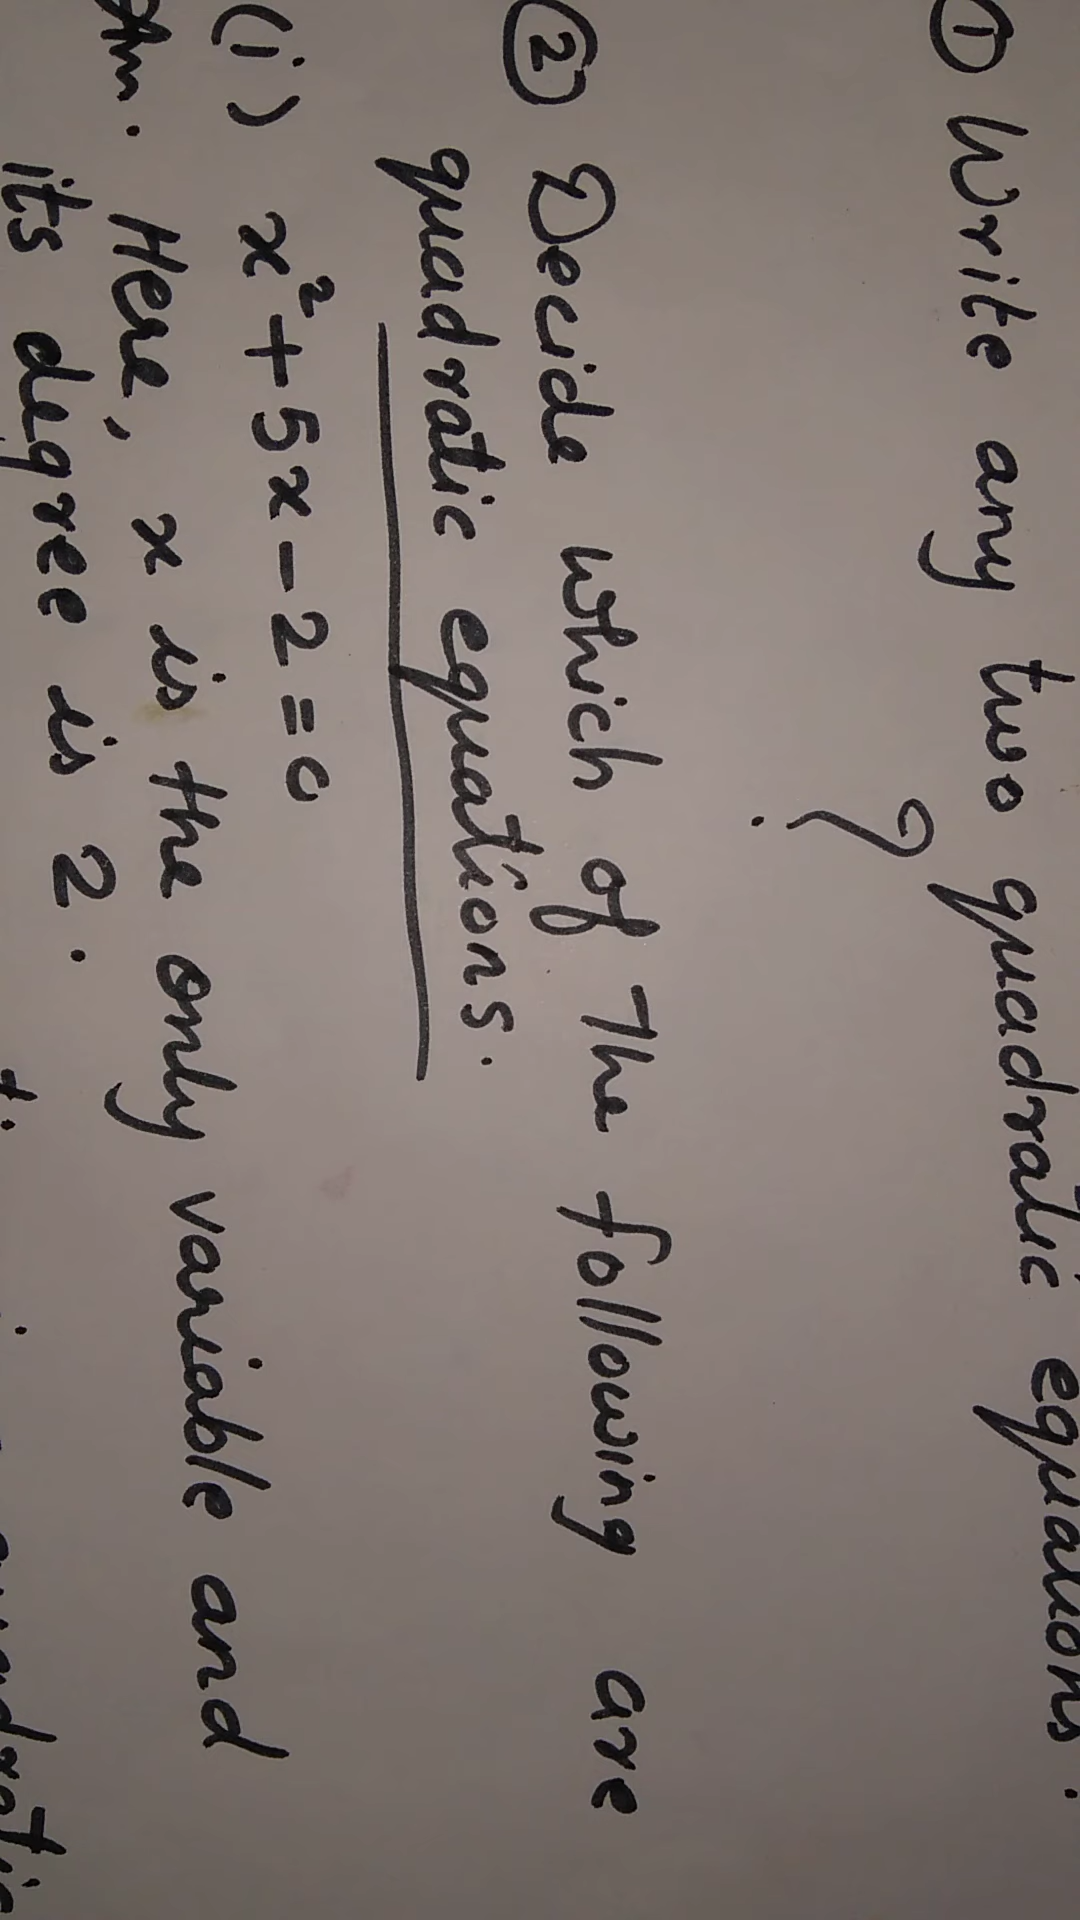 ① Write any two quadratic equations.
?
② Decide which of the following are
quadratic equations.
(i) x² + 5x - 2 = 0
Ans. Here, x is the only variable and
its degree is 2.